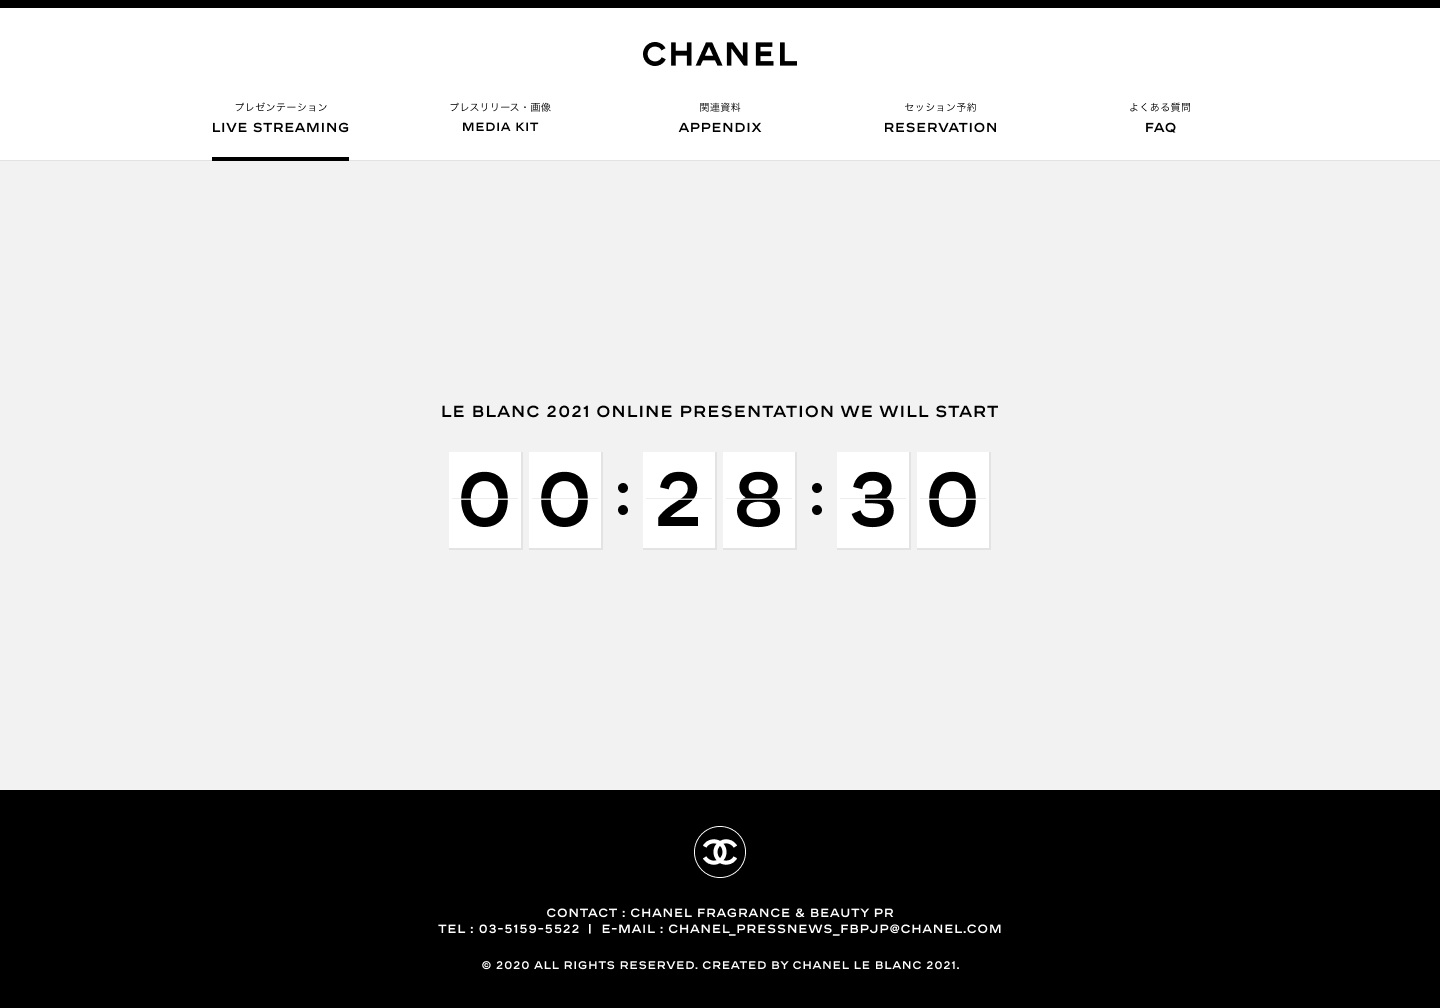 CHANEL
プレゼンテーション
LIVE STREAMING
プレスリリース・画像
MEDIA KIT
関連資料
APPENDIX
セッション予約
RESERVATION
よくある質問
FAQ
LE BLANC 2021 ONLINE PRESENTATION WE WILL START
00:28:30
CONTACT : CHANEL FRAGRANCE & BEAUTY PR
TEL : 03-5159-5522 | E-MAIL : CHANEL_PRESSNEWS_FBPJP@CHANEL.COM
© 2020 ALL RIGHTS RESERVED. CREATED BY CHANEL LE BLANC 2021.